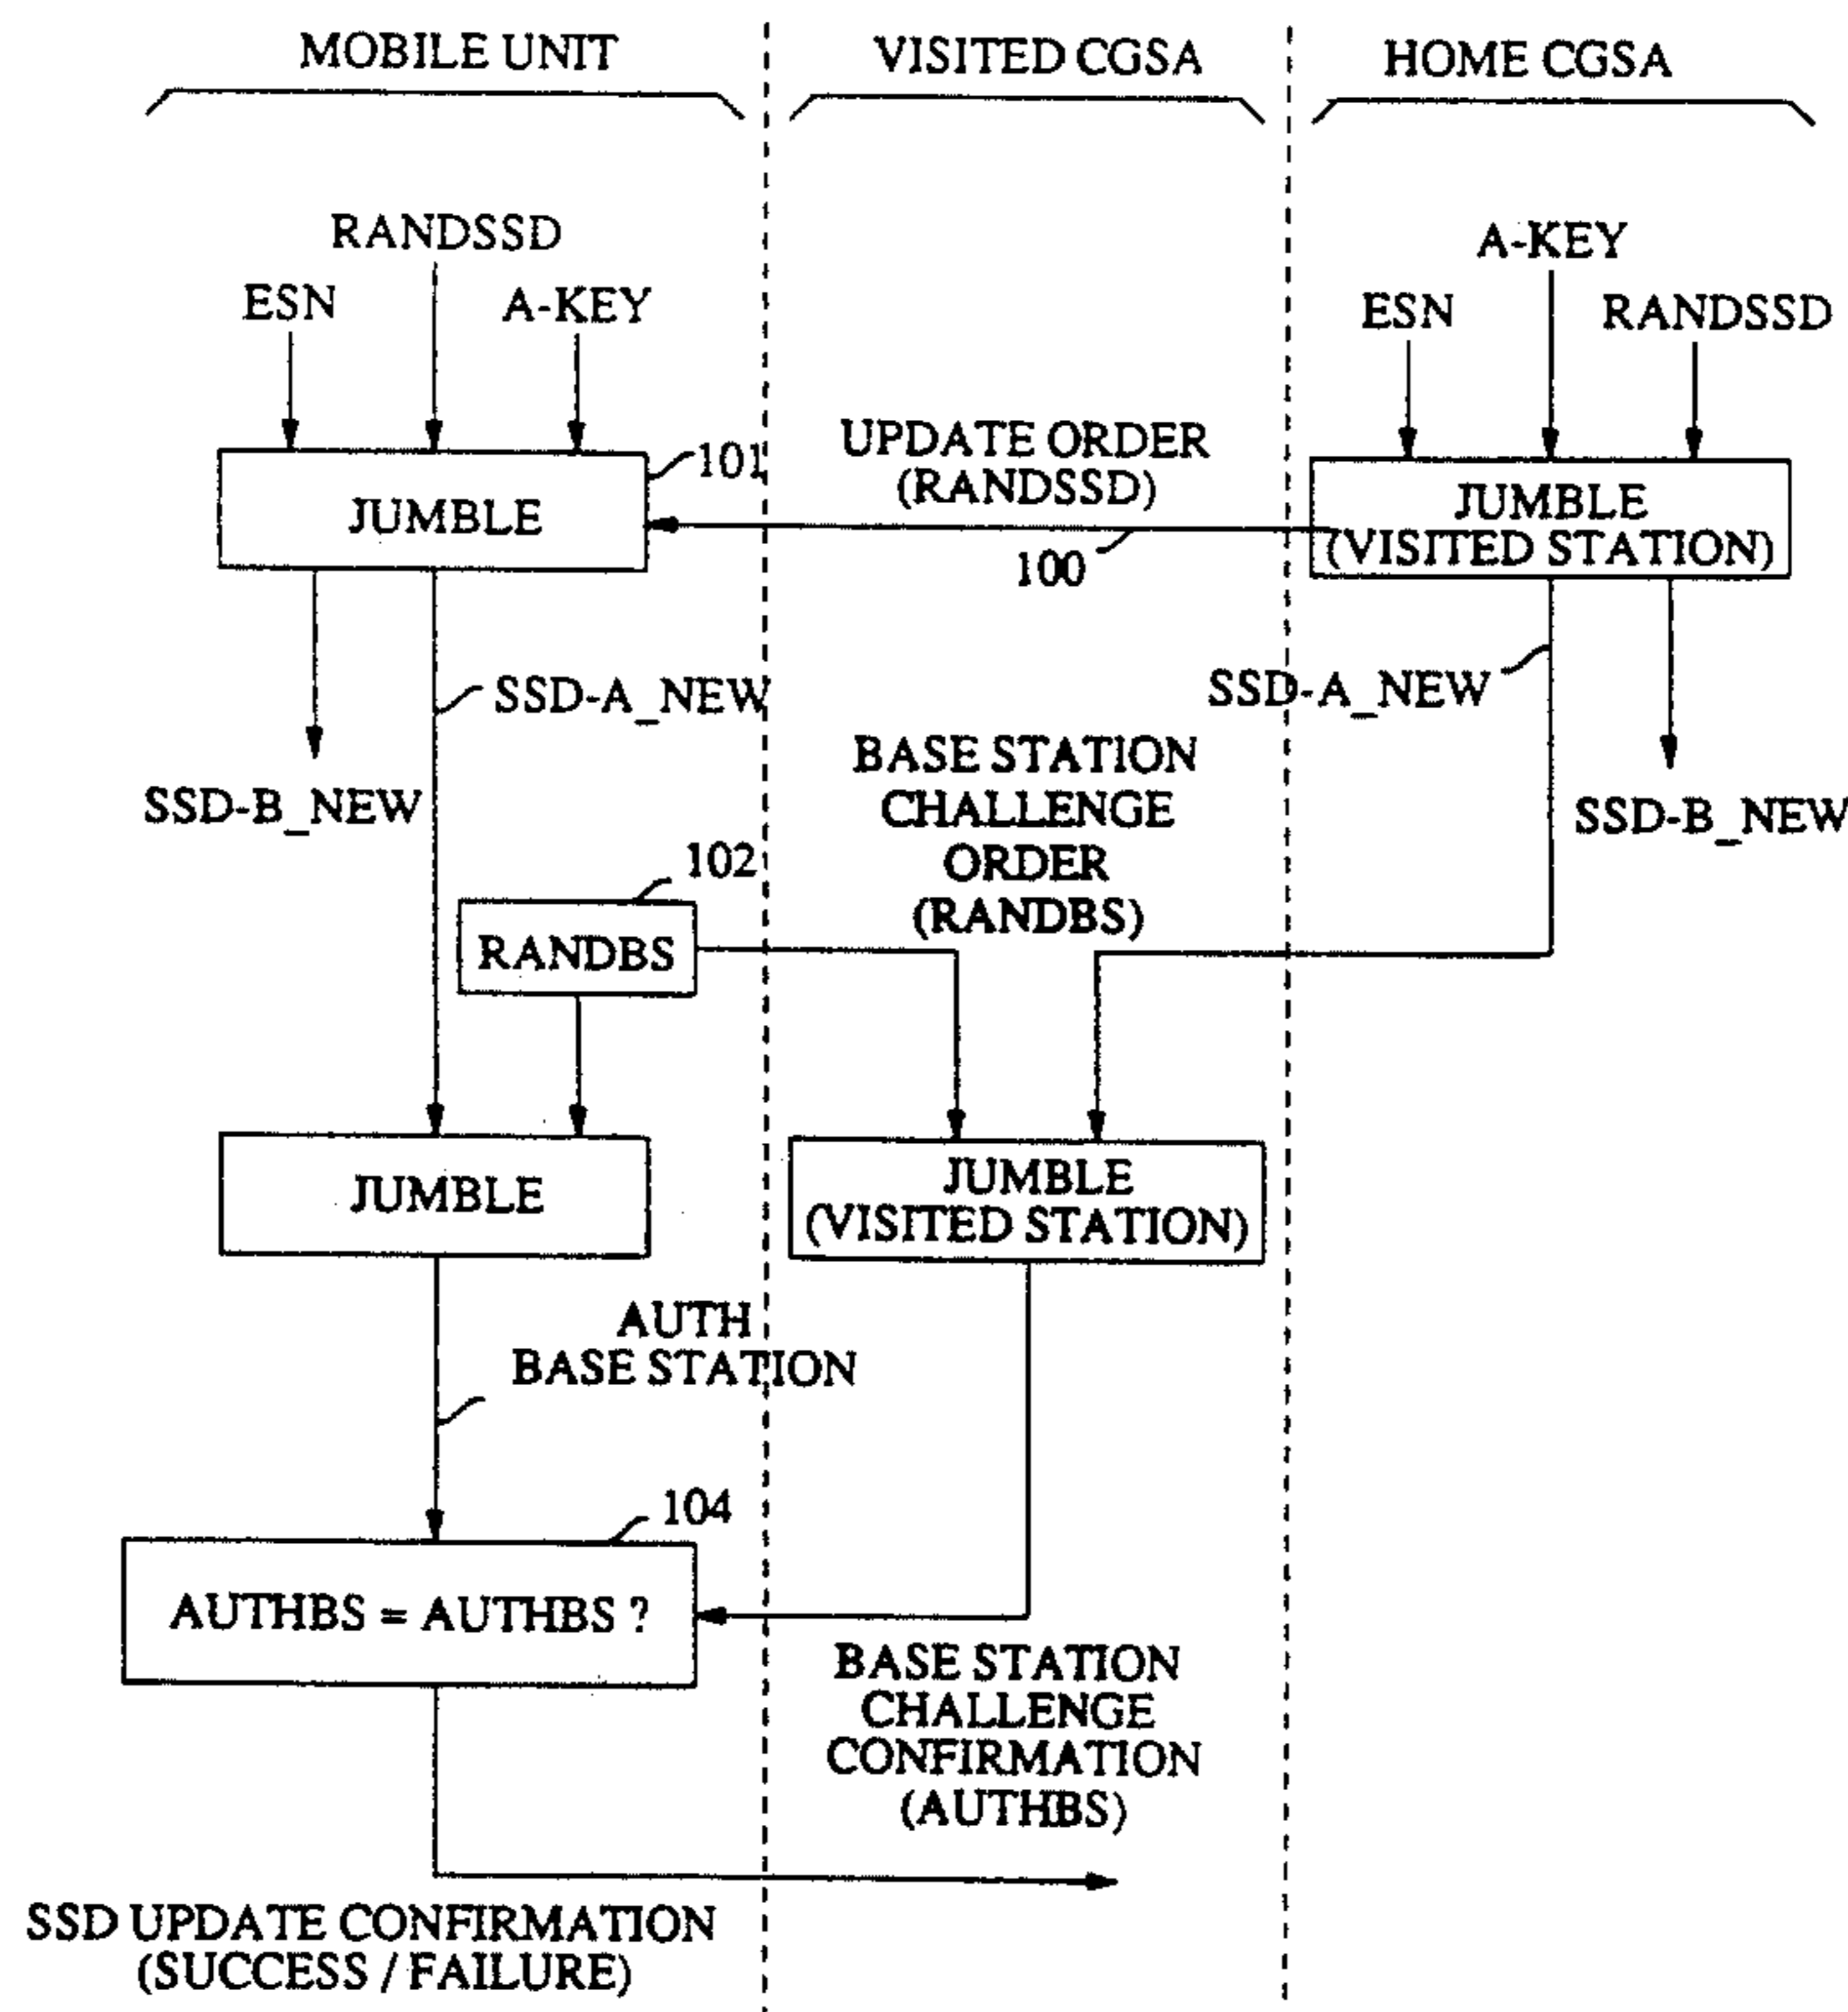 MOBILE UNIT
VISITED CGSA
HOME CGSA
RANDSSD
ESN
A-KEY
A-KEY
ESN
RANDSSD
JUMBLE
101
UPDATE ORDER
(RANDSSD)
100
JUMBLE
(VISITED STATION)
SSD-A_NEW
SSD-B_NEW
SSD-A_NEW
SSD-B_NEW
BASE STATION
CHALLENGE
ORDER
(RANDBS)
102
RANDBS
JUMBLE
JUMBLE
(VISITED STATION)
AUTH
BASE STATION
104
AUTHBS = AUTHBS ?
BASE STATION
CHALLENGE
CONFIRMATION
(AUTHBS)
SSD UPDATE CONFIRMATION
(SUCCESS / FAILURE)